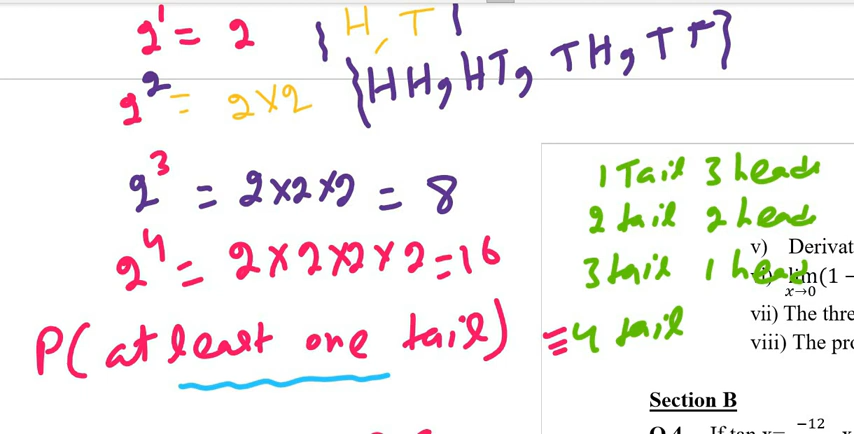 2¹ = 2 { H, T }
2² = 2×2 {HH, HT, TH, TT}
2³ = 2×2×2 = 8
2⁴ = 2×2×2×2=16
P(at least one tail) =
1 Tail 3 heads
2 tail 2 heads
3 tail 1 head
4 tail
v) Derivat
lim(1 −
x→0
vii) The thre
viii) The pro
Section B
−12